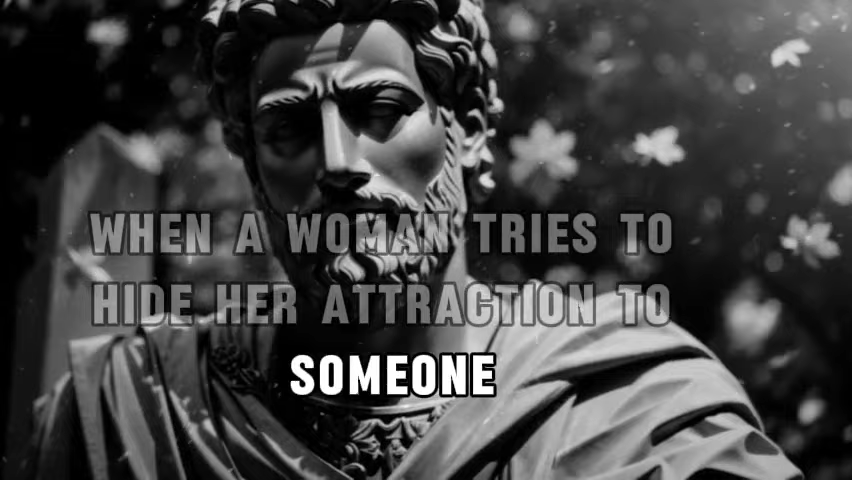 WHEN A WOMAN TRIES TO
HIDE HER ATTRACTION TO
SOMEONE